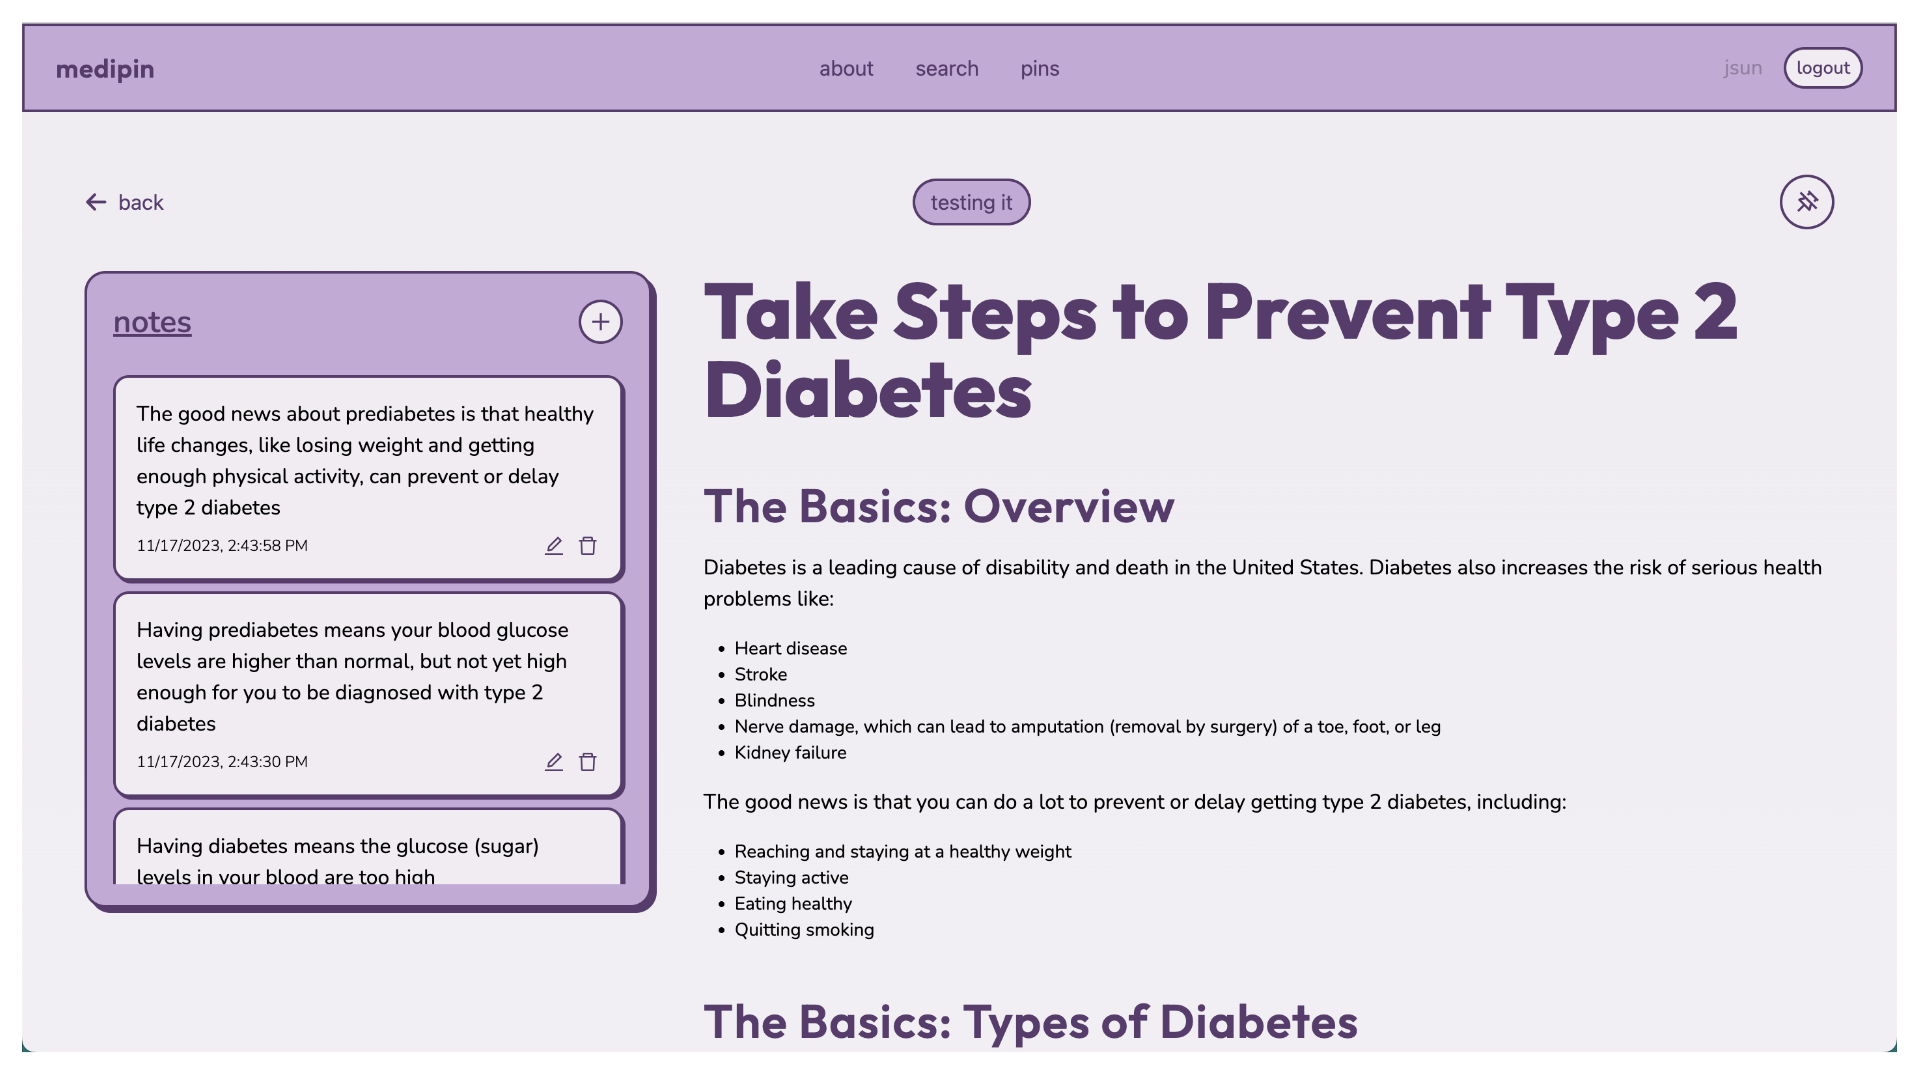 medipin
about search pins
jsun logout
back
testing it
notes
The good news about prediabetes is that healthy
life changes, like losing weight and getting
enough physical activity, can prevent or delay
type 2 diabetes
11/17/2023, 2:43:58 PM
Having prediabetes means your blood glucose
levels are higher than normal, but not yet high
enough for you to be diagnosed with type 2
diabetes
11/17/2023, 2:43:30 PM
Having diabetes means the glucose (sugar)
levels in your blood are too high
Take Steps to Prevent Type 2
Diabetes
The Basics: Overview
Diabetes is a leading cause of disability and death in the United States. Diabetes also increases the risk of serious health
problems like:
• Heart disease
• Stroke
• Blindness
• Nerve damage, which can lead to amputation (removal by surgery) of a toe, foot, or leg
• Kidney failure
The good news is that you can do a lot to prevent or delay getting type 2 diabetes, including:
• Reaching and staying at a healthy weight
• Staying active
• Eating healthy
• Quitting smoking
The Basics: Types of Diabetes